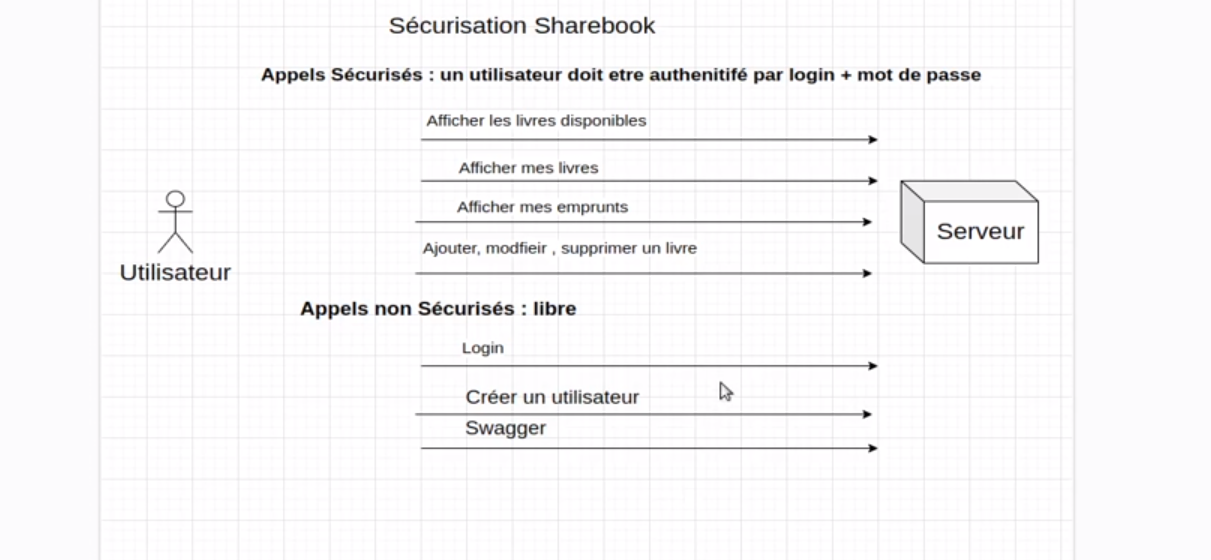 Sécurisation Sharebook
Appels Sécurisés : un utilisateur doit etre authenitifé par login + mot de passe
Afficher les livres disponibles
Afficher mes livres
Afficher mes emprunts
Ajouter, modfieir , supprimer un livre
Utilisateur
Serveur
Appels non Sécurisés : libre
Login
Créer un utilisateur
Swagger